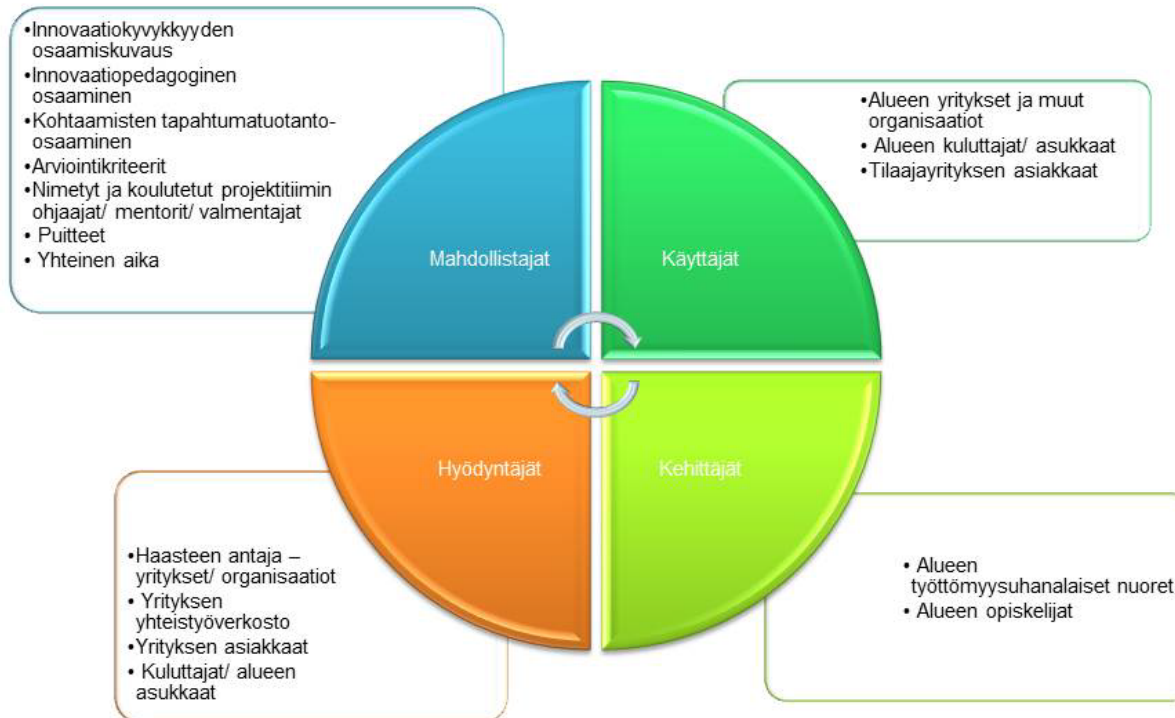 •Innovaatiokyvykkyyden
osaamiskuvaus
•Innovaatiopedagoginen
osaaminen
•Kohtaamisten tapahtumatuotanto-
osaaminen
•Arviointikriteerit
•Nimetyt ja koulutetut projektitiimin
ohjaajat/ mentorit/ valmentajat
• Puitteet
• Yhteinen aika
•Alueen yritykset ja muut
organisaatiot
• Alueen kuluttajat/ asukkaat
•Tilaajayrityksen asiakkaat
Mahdollistajat
Käyttäjät
Hyödyntäjät
Kehittäjät
•Haasteen antaja –
yritykset/ organisaatiot
• Yrityksen
yhteistyöverkosto
•Yrityksen asiakkaat
• Kuluttajat/ alueen
asukkaat
• Alueen
työttömyysuhanalaiset nuoret
• Alueen opiskelijat